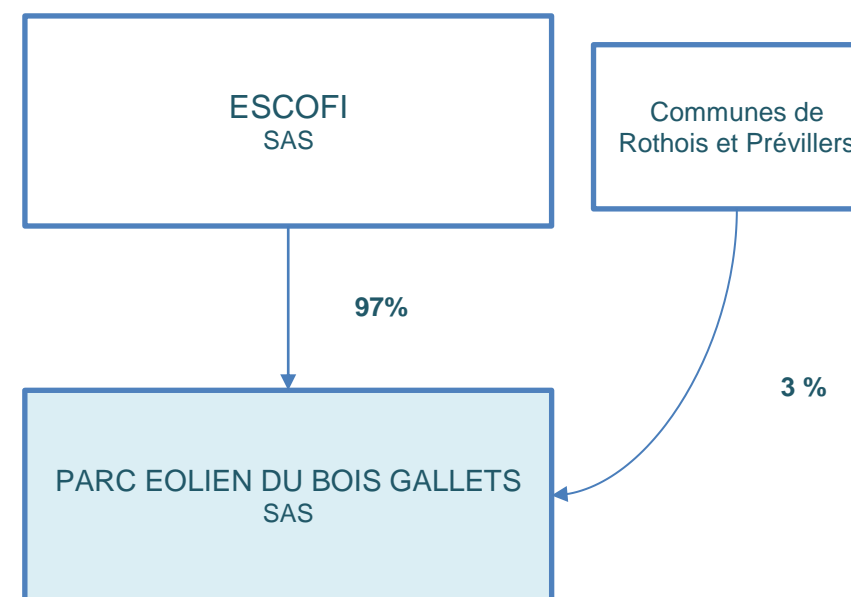 ESCOFI
SAS
Communes de
Rothois et Prévillers
97%
3 %
PARC EOLIEN DU BOIS GALLETS
SAS